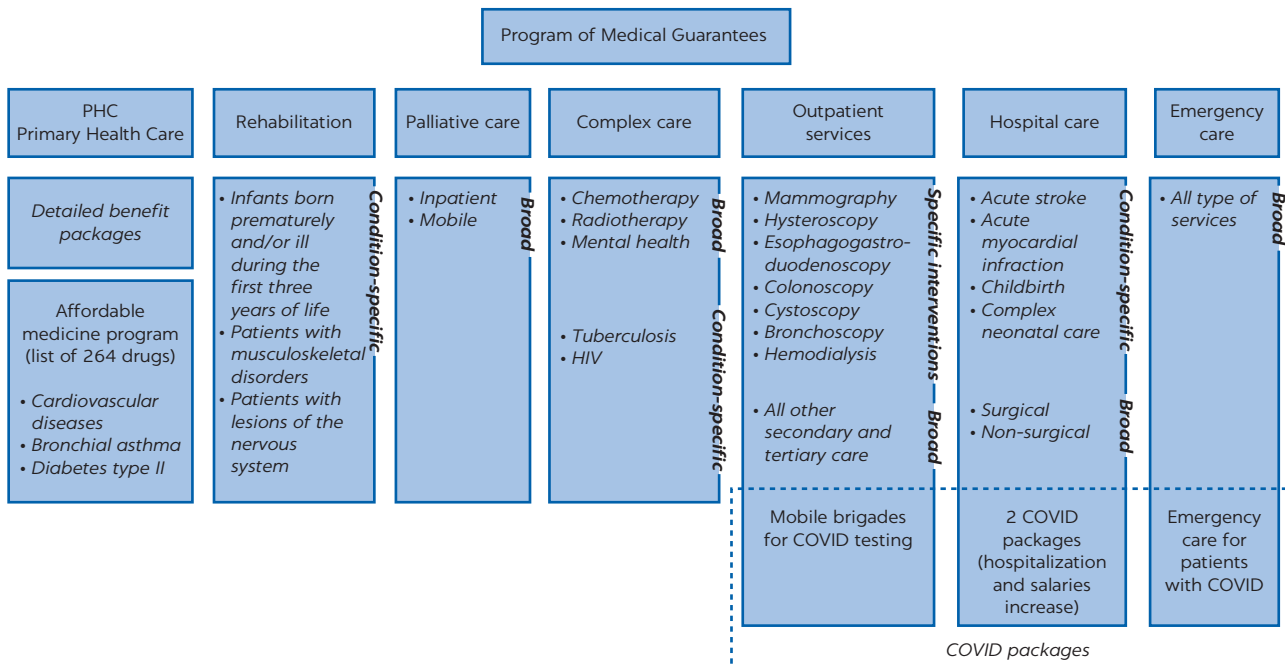 Program of Medical Guarantees
PHC
Primary Health Care
Detailed benefit
packages
Affordable
medicine program
(list of 264 drugs)
• Cardiovascular
diseases
• Bronchial asthma
• Diabetes type II
Rehabilitation
• Infants born
prematurely
and/or ill
during the
first three
years of life
• Patients with
musculoskeletal
disorders
• Patients with
lesions of the
nervous
system
Condition-specific
Palliative care
• Inpatient
• Mobile
Broad
Complex care
• Chemotherapy
• Radiotherapy
• Mental health
Broad
• Tuberculosis
• HIV
Condition-specific
Outpatient
services
• Mammography
• Hysteroscopy
• Esophagogastro-
duodenoscopy
• Colonoscopy
• Cystoscopy
• Bronchoscopy
• Hemodialysis
Specific interventions
• All other
secondary and
tertiary care
Broad
Mobile brigades
for COVID testing
Hospital care
• Acute stroke
• Acute
myocardial
infraction
• Childbirth
• Complex
neonatal care
Condition-specific
• Surgical
• Non-surgical
Broad
2 COVID
packages
(hospitalization
and salaries
increase)
Emergency
care
• All type of
services
Broad
Emergency
care for
patients
with COVID
COVID packages